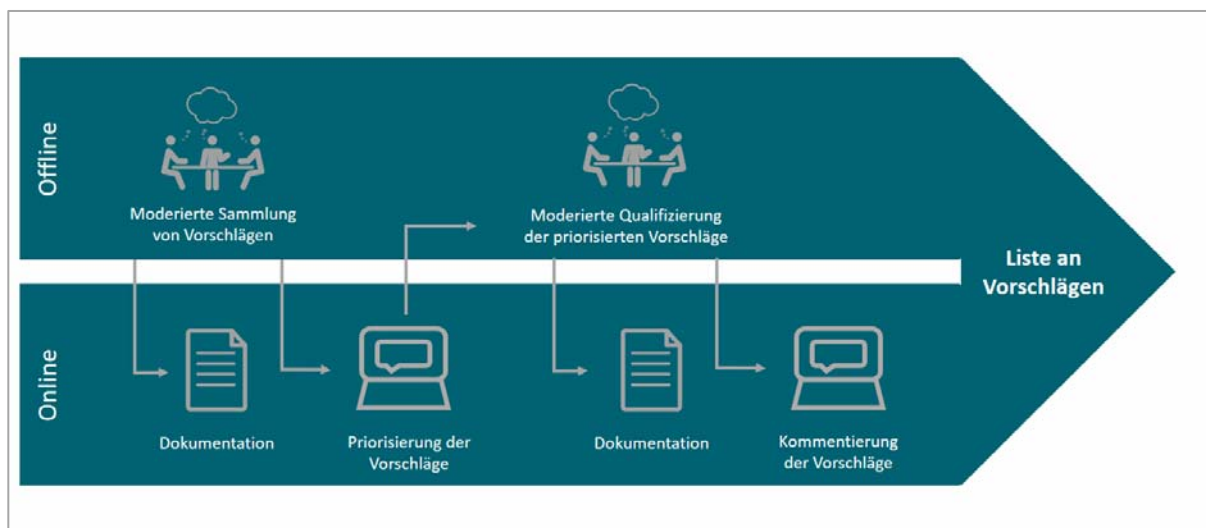 Offline
Moderierte Sammlung
von Vorschlägen
Moderierte Qualifizierung
der priorisierten Vorschläge
Liste an
Vorschlägen
Online
Dokumentation
Priorisierung der
Vorschläge
Dokumentation
Kommentierung
der Vorschläge